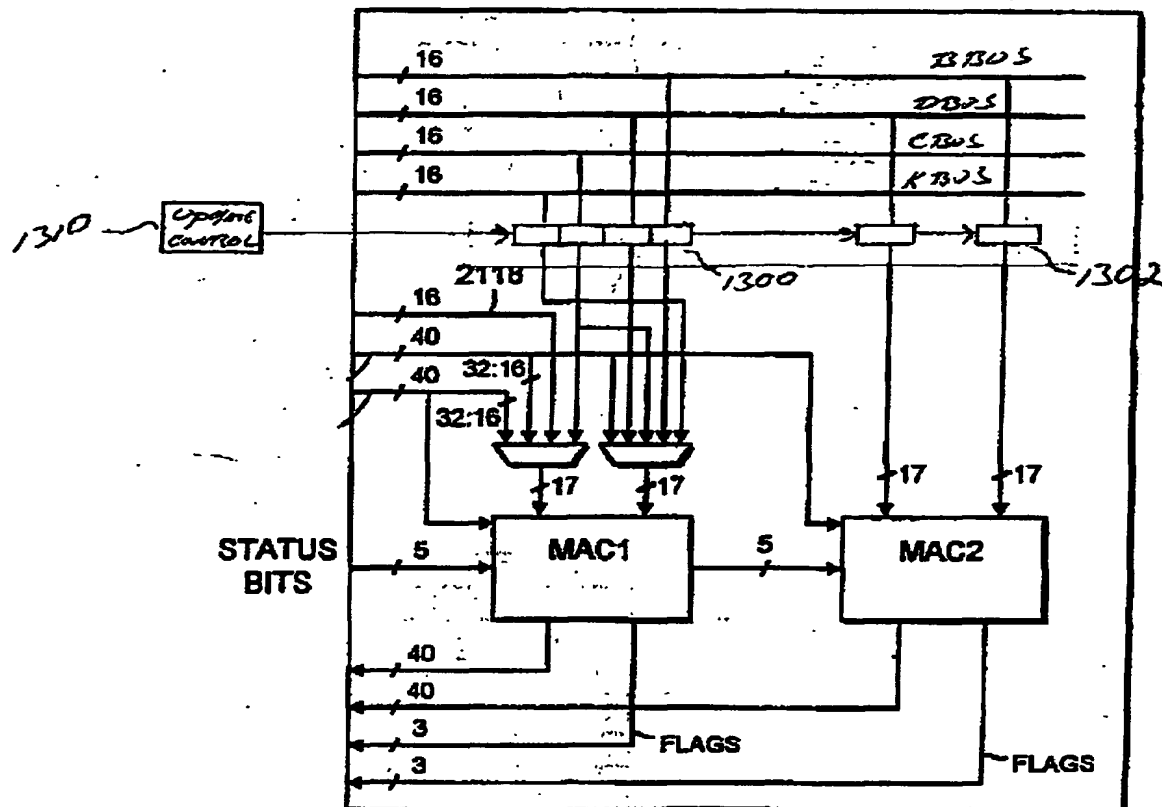 16
BBUS
16
DBUS
16
CBUS
16
KBUS
1310
UPDATE
CONTROL
1300
1302
2118
16
40
32:16
40
32:16
17
17
17
17
STATUS
BITS
5
MAC1
5
MAC2
40
40
3
FLAGS
3
FLAGS